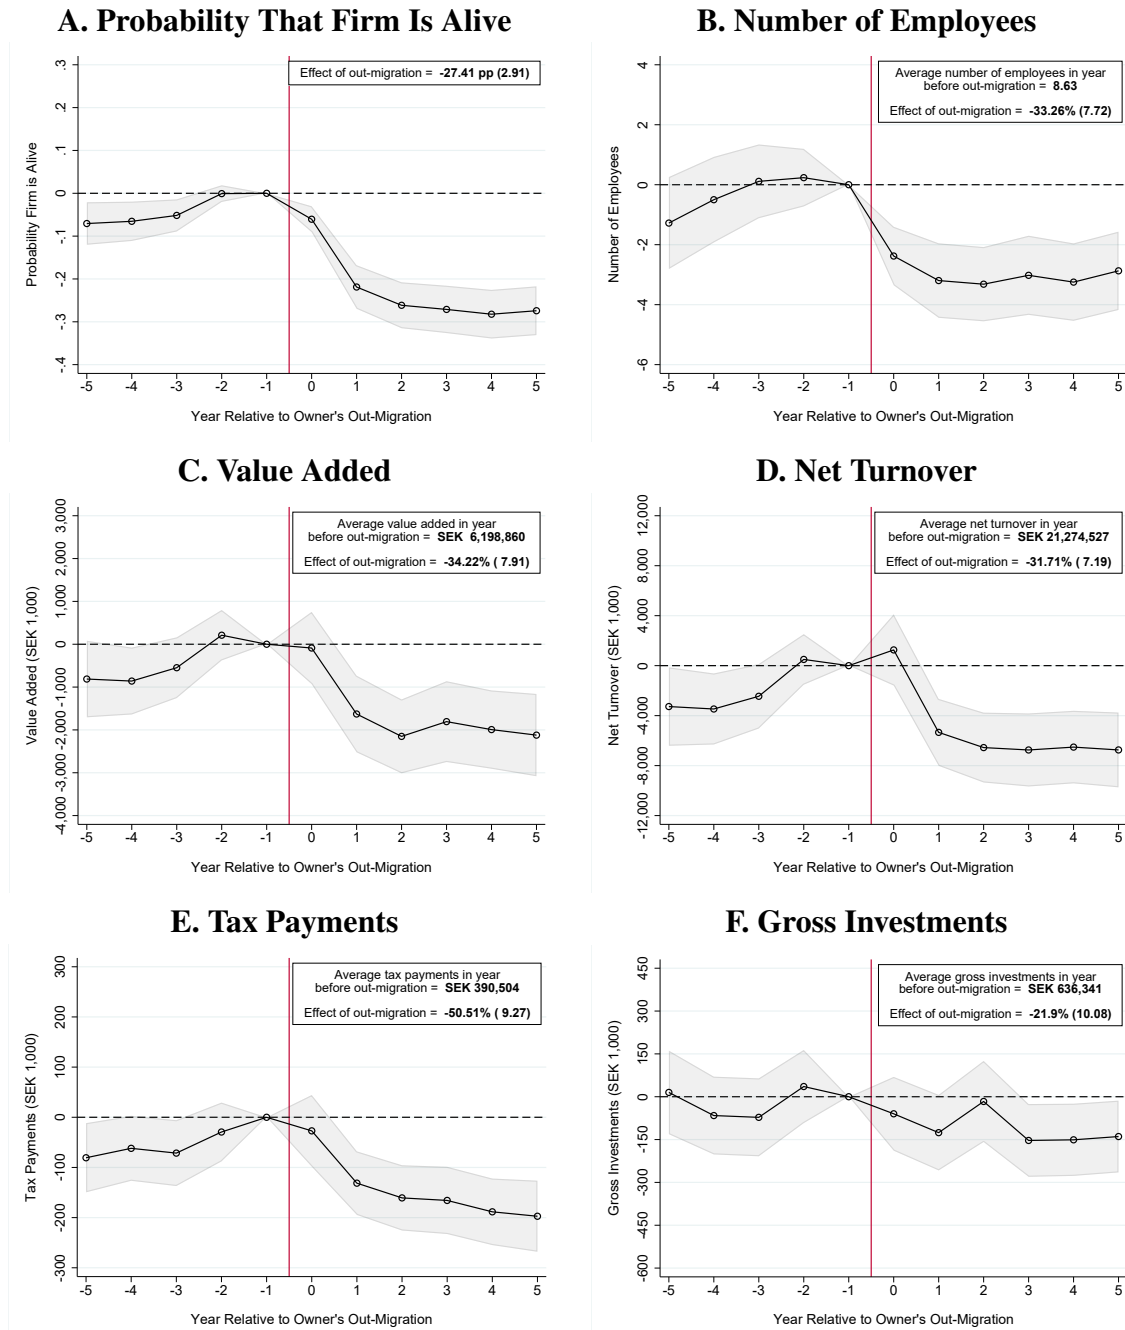 A. Probability That Firm Is Alive
Effect of out-migration = -27.41 pp (2.91)
Probability Firm is Alive
.3
.2
.1
0
-.1
-.2
-.3
-.4
-5 -4 -3 -2 -1 0 1 2 3 4 5
Year Relative to Owner's Out-Migration
B. Number of Employees
Average number of employees in year
before out-migration = 8.63
Effect of out-migration = -33.26% (7.72)
Number of Employees
4
2
0
-2
-4
-6
-5 -4 -3 -2 -1 0 1 2 3 4 5
Year Relative to Owner's Out-Migration
C. Value Added
Average value added in year
before out-migration = SEK 6,198,860
Effect of out-migration = -34.22% ( 7.91)
Value Added (SEK 1,000)
3,000
2,000
1,000
0
-1,000
-2,000
-3,000
-4,000
-5 -4 -3 -2 -1 0 1 2 3 4 5
Year Relative to Owner's Out-Migration
D. Net Turnover
Average net turnover in year
before out-migration = SEK 21,274,527
Effect of out-migration = -31.71% ( 7.19)
Net Turnover (SEK 1,000)
12,000
8,000
4,000
0
-4,000
-8,000
-12,000
-5 -4 -3 -2 -1 0 1 2 3 4 5
Year Relative to Owner's Out-Migration
E. Tax Payments
Average tax payments in year
before out-migration = SEK 390,504
Effect of out-migration = -50.51% ( 9.27)
Tax Payments (SEK 1,000)
300
200
100
0
-100
-200
-300
-5 -4 -3 -2 -1 0 1 2 3 4 5
Year Relative to Owner's Out-Migration
F. Gross Investments
Average gross investments in year
before out-migration = SEK 636,341
Effect of out-migration = -21.9% (10.08)
Gross Investments (SEK 1,000)
450
300
150
0
-150
-300
-450
-600
-5 -4 -3 -2 -1 0 1 2 3 4 5
Year Relative to Owner's Out-Migration